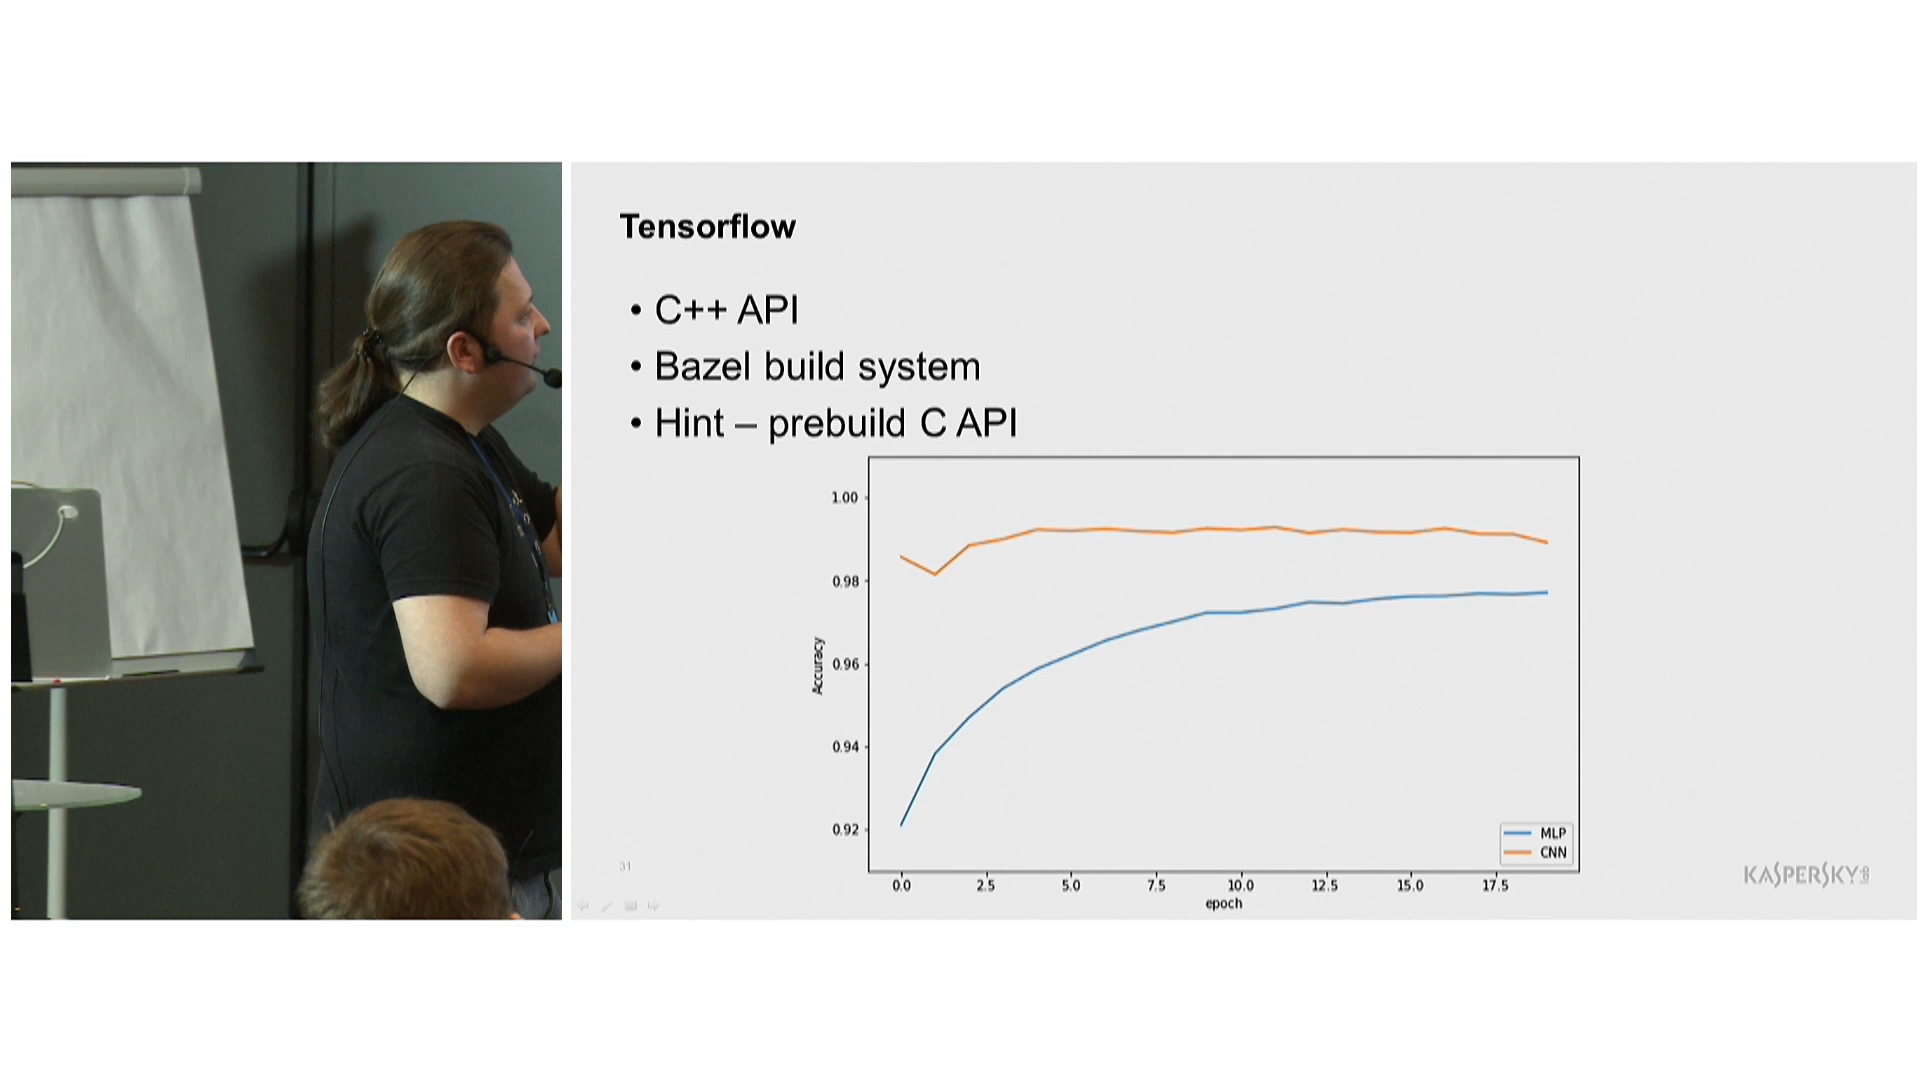 Tensorflow
• C++ API
• Bazel build system
• Hint – prebuild C API
1.00
0.98
0.96
0.94
0.92
Accuracy
0.0 2.5 5.0 7.5 10.0 12.5 15.0 17.5
epoch
MLP
CNN
31
KASPERSKY lab